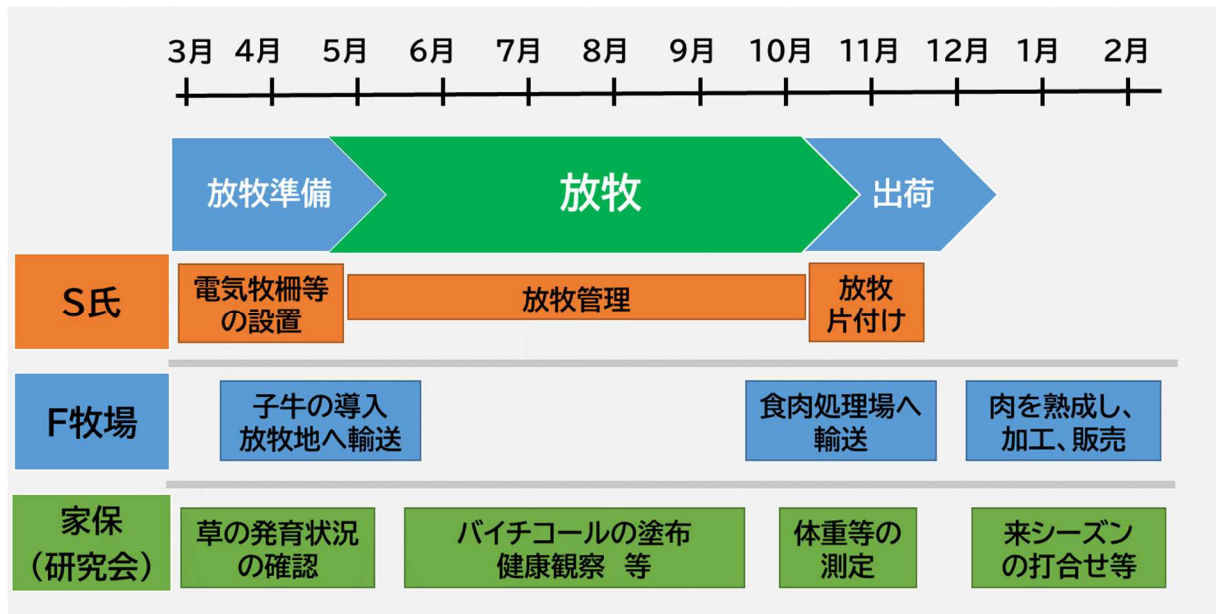 3月 4月 5月 6月 7月 8月 9月 10月 11月 12月 1月 2月
放牧準備 放牧 出荷
S氏
電気牧柵等
の設置
放牧管理
放牧
片付け
F牧場
子牛の導入
放牧地へ輸送
食肉処理場へ
輸送
肉を熟成し、
加工、販売
家保
（研究会）
草の発育状況
の確認
バイチコールの塗布
健康観察 等
体重等の
測定
来シーズン
の打合せ等